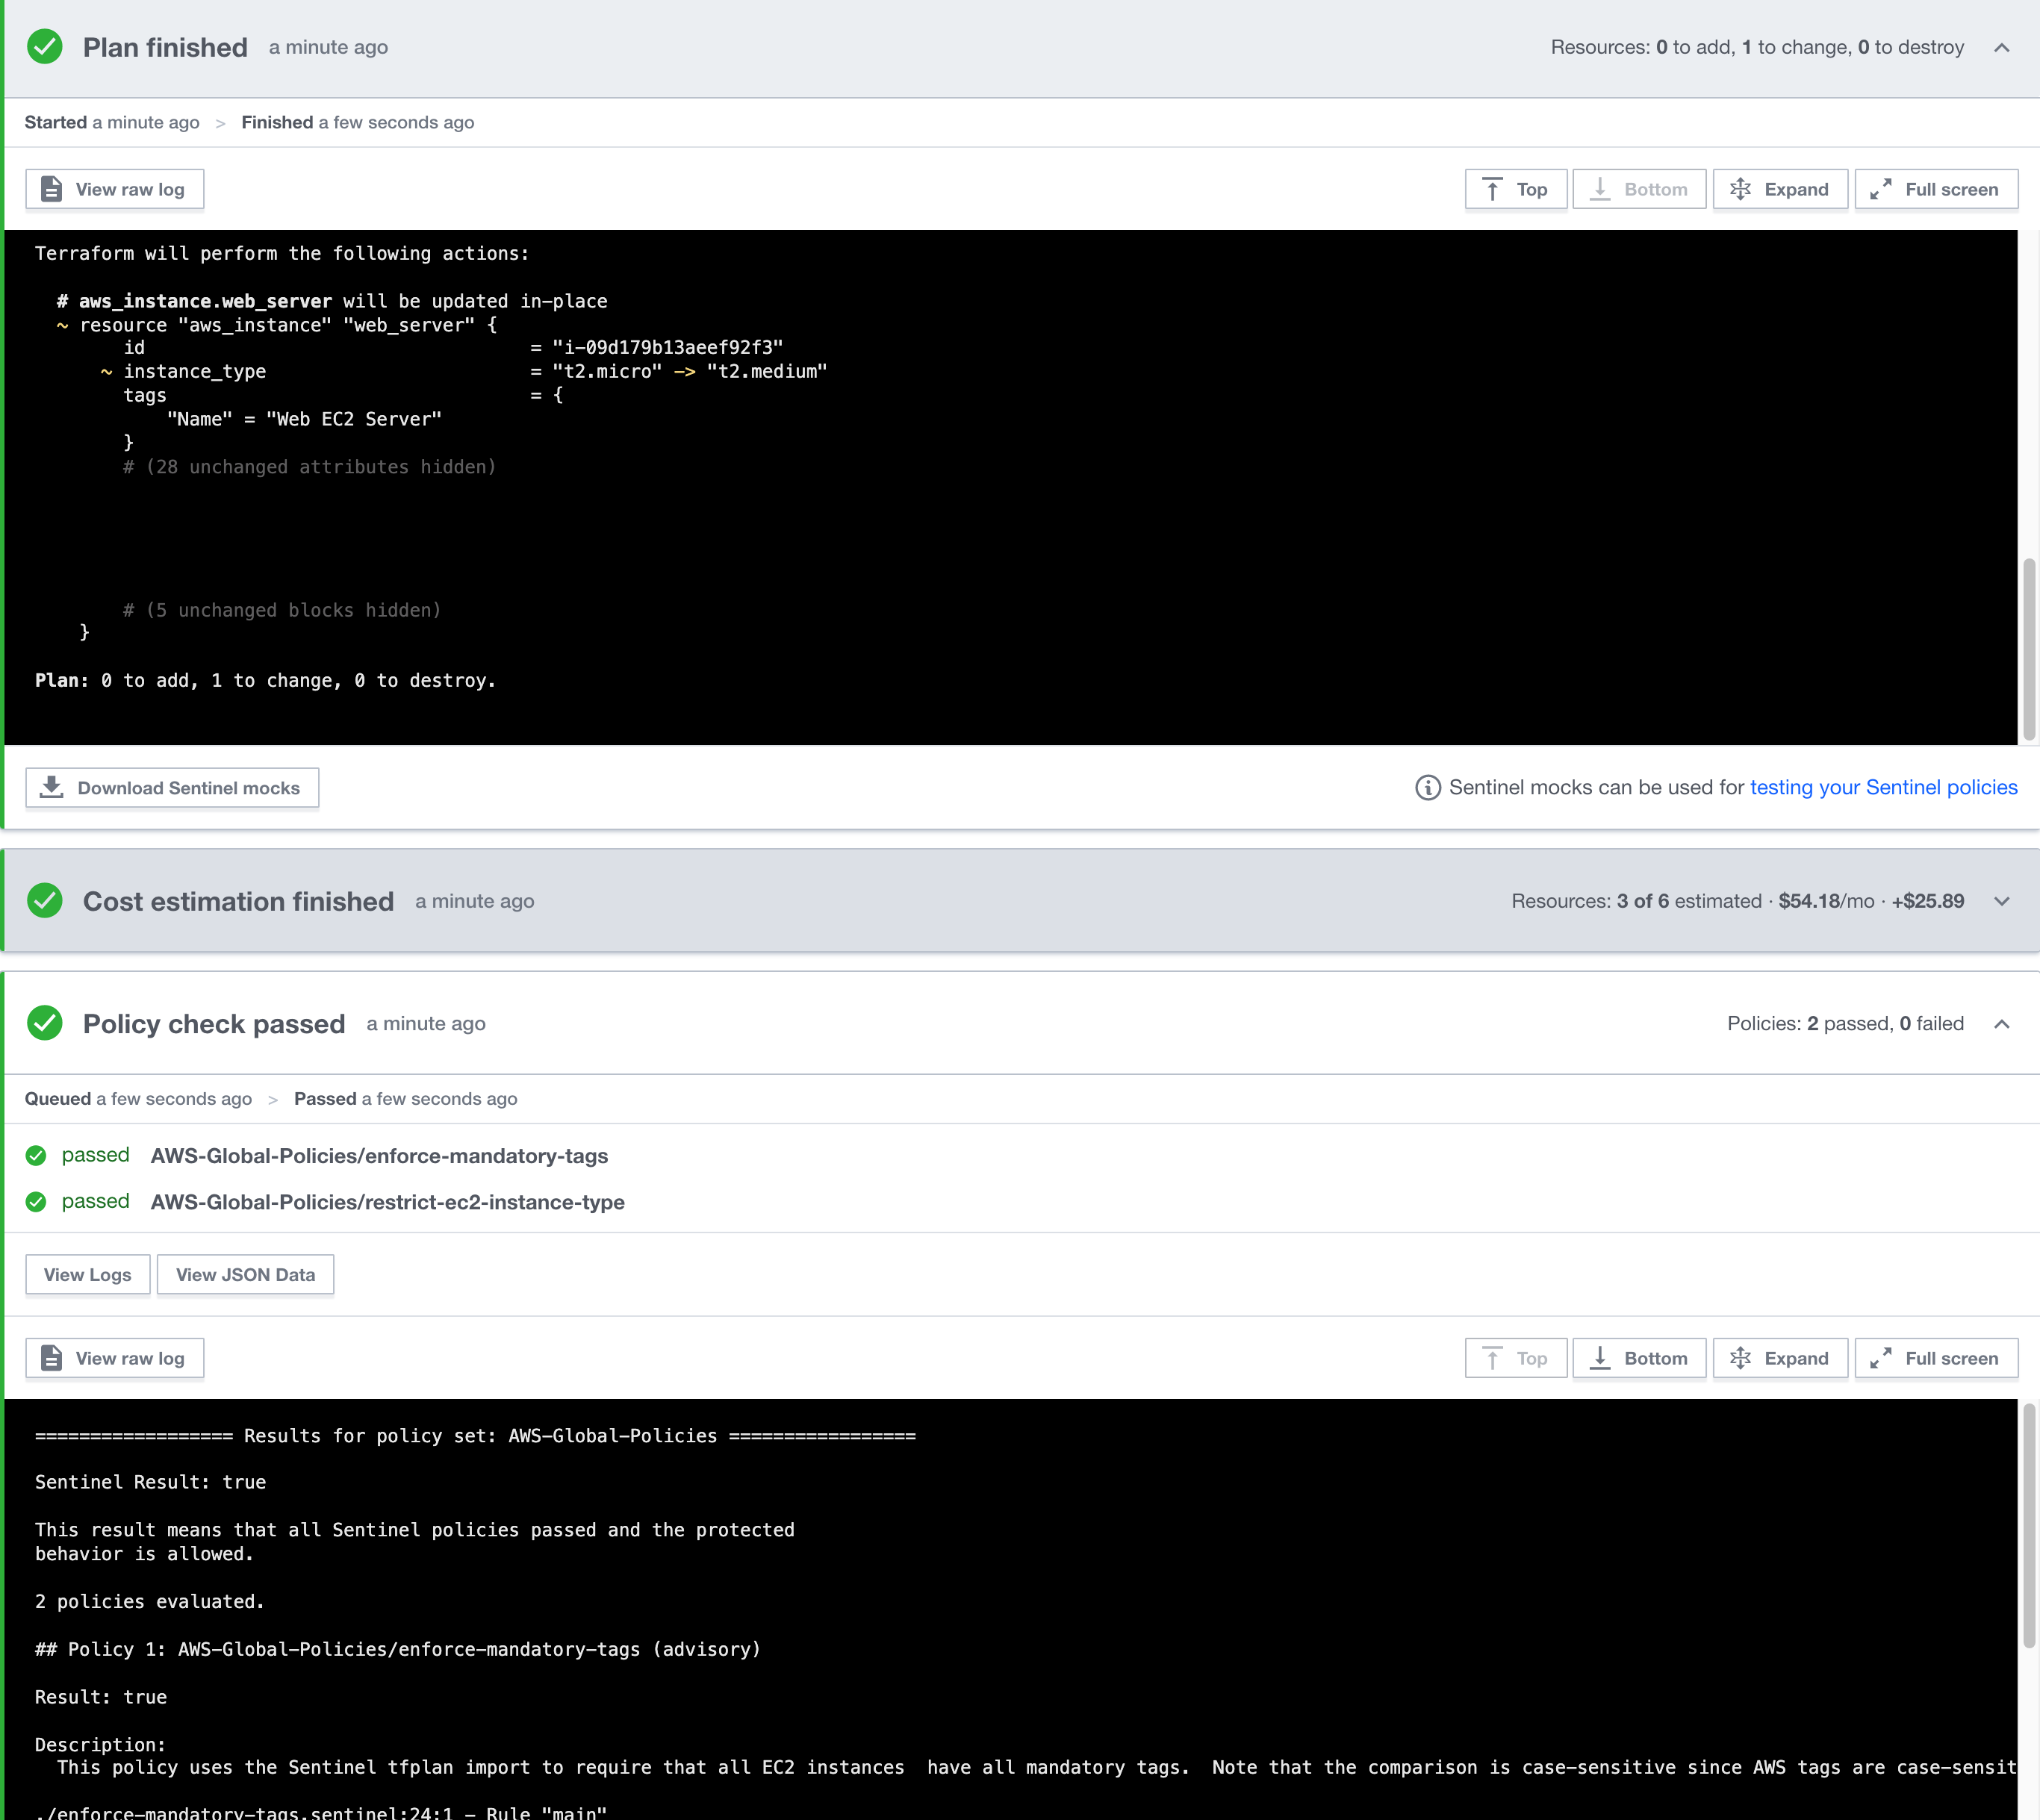 Plan finished a minute ago Resources: 0 to add, 1 to change, 0 to destroy
Started a minute ago > Finished a few seconds ago
View raw log Top Bottom Expand Full screen
Terraform will perform the following actions:
# aws_instance.web_server will be updated in-place
~ resource "aws_instance" "web_server" {
id = "i-09d179b13aeef92f3"
~ instance_type = "t2.micro" -> "t2.medium"
tags = {
"Name" = "Web EC2 Server"
}
# (28 unchanged attributes hidden)
# (5 unchanged blocks hidden)
}
Plan: 0 to add, 1 to change, 0 to destroy.
Download Sentinel mocks Sentinel mocks can be used for testing your Sentinel policies
Cost estimation finished a minute ago Resources: 3 of 6 estimated · $54.18/mo · +$25.89
Policy check passed a minute ago Policies: 2 passed, 0 failed
Queued a few seconds ago > Passed a few seconds ago
passed AWS-Global-Policies/enforce-mandatory-tags
passed AWS-Global-Policies/restrict-ec2-instance-type
View Logs View JSON Data
View raw log Top Bottom Expand Full screen
================== Results for policy set: AWS-Global-Policies =================
Sentinel Result: true
This result means that all Sentinel policies passed and the protected
behavior is allowed.
2 policies evaluated.
## Policy 1: AWS-Global-Policies/enforce-mandatory-tags (advisory)
Result: true
Description:
This policy uses the Sentinel tfplan import to require that all EC2 instances  have all mandatory tags.  Note that the comparison is case-sensitive since AWS tags are case-sensit
./enforce-mandatory-tags.sentinel:24:1 - Rule "main"